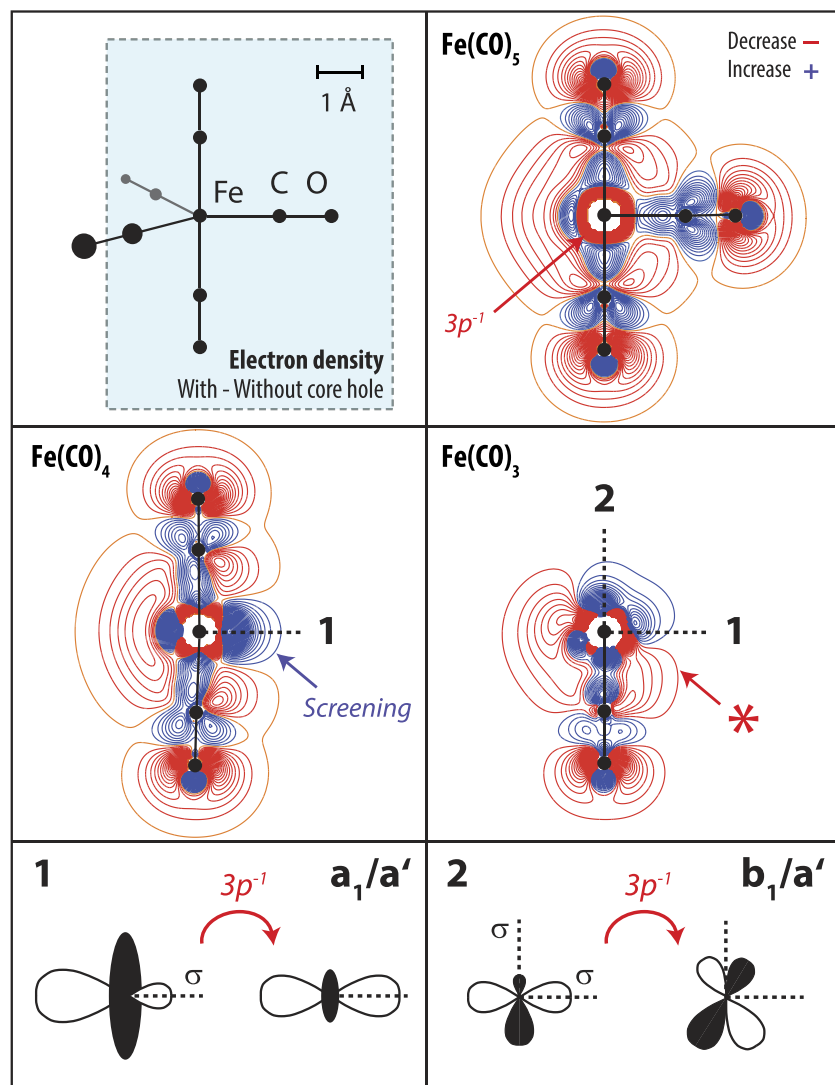 Fe
C
O
1 Å
Electron density
With - Without core hole
Fe(CO)₅
Decrease –
Increase +
3p⁻¹
Fe(CO)₄
1
Screening
Fe(CO)₃
2
1
*
1
3p⁻¹
a₁/a‘
σ
2
3p⁻¹
b₁/a‘
σ
σ